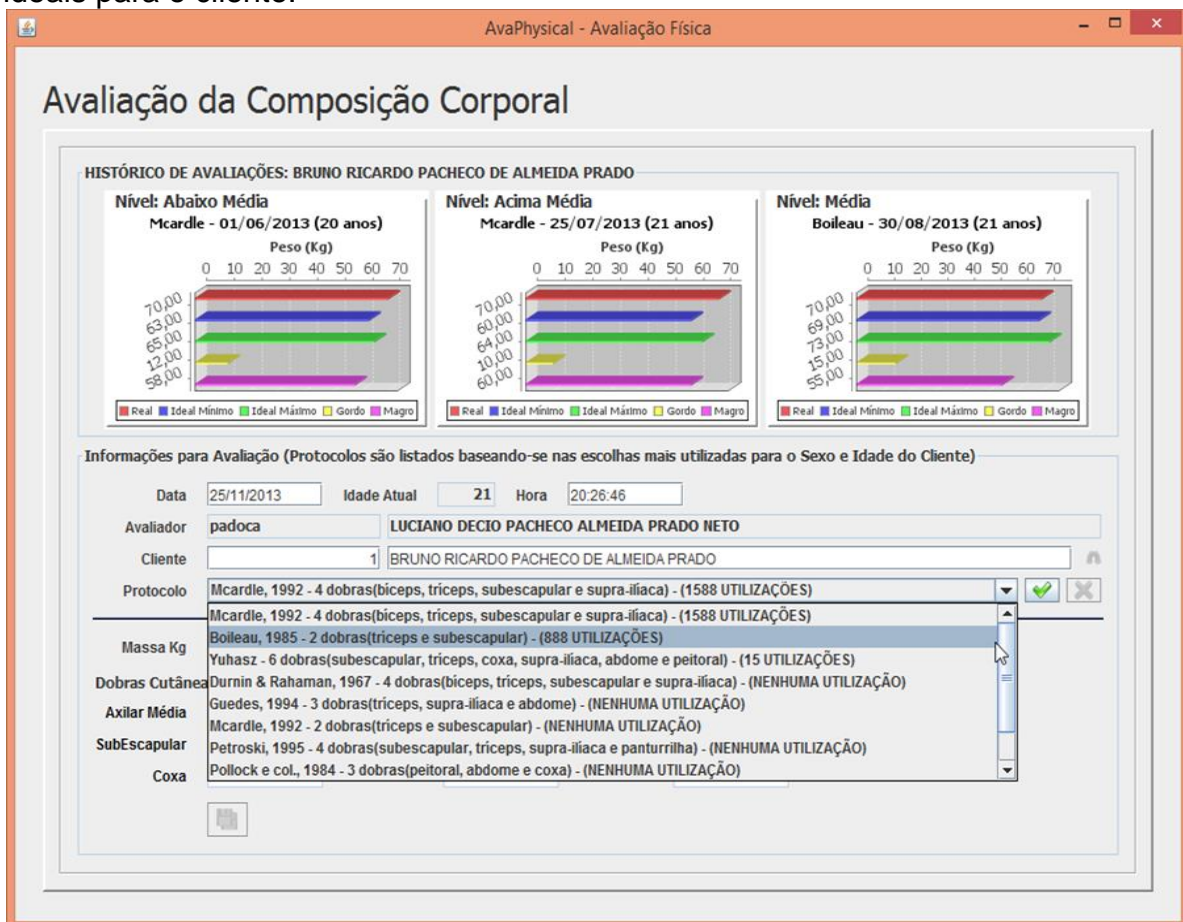 ideais para o cliente.
AvaPhysical - Avaliação Física
Avaliação da Composição Corporal
HISTÓRICO DE AVALIAÇÕES: BRUNO RICARDO PACHECO DE ALMEIDA PRADO
Nível: Abaixo Média
Mcardle - 01/06/2013 (20 anos)
Peso (Kg)
0 10 20 30 40 50 60 70
70,00
63,00
65,00
12,00
58,00
Real Ideal Mínimo Ideal Máximo Gordo Magro
Nível: Acima Média
Mcardle - 25/07/2013 (21 anos)
Peso (Kg)
0 10 20 30 40 50 60 70
70,00
60,00
64,00
10,00
60,00
Real Ideal Mínimo Ideal Máximo Gordo Magro
Nível: Média
Boileau - 30/08/2013 (21 anos)
Peso (Kg)
0 10 20 30 40 50 60 70
70,00
69,00
73,00
15,00
55,00
Real Ideal Mínimo Ideal Máximo Gordo Magro
Informações para Avaliação (Protocolos são listados baseando-se nas escolhas mais utilizadas para o Sexo e Idade do Cliente)
Data 25/11/2013 Idade Atual 21 Hora 20:26:46
Avaliador padoca LUCIANO DECIO PACHECO ALMEIDA PRADO NETO
Cliente 1 BRUNO RICARDO PACHECO DE ALMEIDA PRADO
Protocolo Mcardle, 1992 - 4 dobras(bíceps, tríceps, subescapular e supra-ilíaca) - (1588 UTILIZAÇÕES)
Mcardle, 1992 - 4 dobras(bíceps, tríceps, subescapular e supra-ilíaca) - (1588 UTILIZAÇÕES)
Boileau, 1985 - 2 dobras(tríceps e subescapular) - (888 UTILIZAÇÕES)
Yuhasz - 6 dobras(subescapular, tríceps, coxa, supra-ilíaca, abdome e peitoral) - (15 UTILIZAÇÕES)
Durnin & Rahaman, 1967 - 4 dobras(bíceps, tríceps, subescapular e supra-ilíaca) - (NENHUMA UTILIZAÇÃO)
Guedes, 1994 - 3 dobras(tríceps, supra-ilíaca e abdome) - (NENHUMA UTILIZAÇÃO)
Mcardle, 1992 - 2 dobras(tríceps e subescapular) - (NENHUMA UTILIZAÇÃO)
Petroski, 1995 - 4 dobras(subescapular, tríceps, supra-ilíaca e panturrilha) - (NENHUMA UTILIZAÇÃO)
Pollock e col., 1984 - 3 dobras(peitoral, abdome e coxa) - (NENHUMA UTILIZAÇÃO)
Massa Kg
Dobras Cutânea
Axilar Média
SubEscapular
Coxa